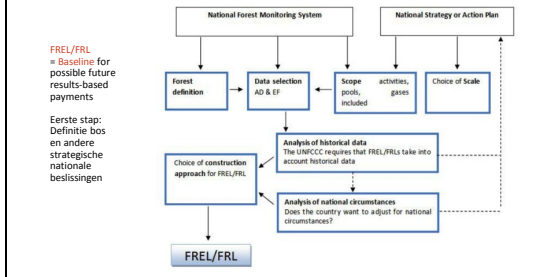 National Forest Monitoring System
National Strategy or Action Plan
FREL/FRL
= Baseline for
possible future
results-based
payments
Eerste stap:
Definitie bos
en andere
strategische
nationale
beslissingen
Forest
definition
Data selection
AD & EF
Scope activities,
pools, gases
included
Choice of Scale
Analysis of historical data
The UNFCCC requires that FREL/FRLs take into
account historical data
Choice of construction
approach for FREL/FRL
Analysis of national circumstances
Does the country want to adjust for national
circumstances?
FREL/FRL